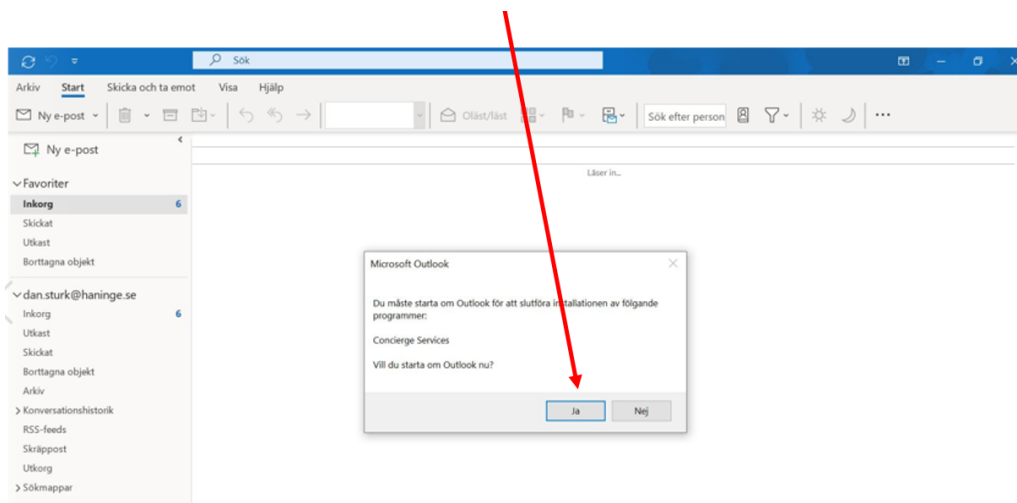 Sök
Arkiv Start Skicka och ta emot Visa Hjälp
Ny e-post Oläst/läst Sök efter person
Ny e-post
Läser in...
Favoriter
Inkorg 6
Skickat
Utkast
Borttagna objekt
dan.sturk@haninge.se
Inkorg 6
Utkast
Skickat
Borttagna objekt
Arkiv
Konversationshistorik
RSS-feeds
Skräppost
Utkorg
Sökmappar
Microsoft Outlook
Du måste starta om Outlook för att slutföra installationen av följande
programmer:
Concierge Services
Vill du starta om Outlook nu?
Ja Nej